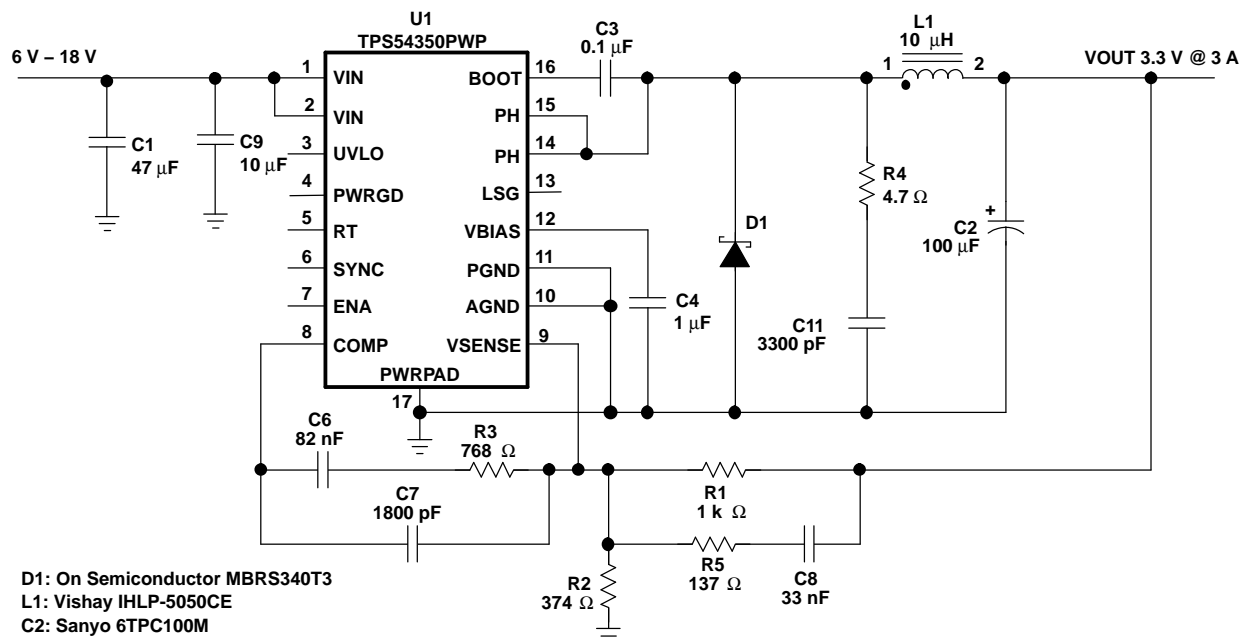 U1
TPS54350PWP
6 V – 18 V
C3
0.1 μF
L1
10 μH
VOUT 3.3 V @ 3 A
1 VIN
2 VIN
3 UVLO
4 PWRGD
5 RT
6 SYNC
7 ENA
8 COMP
BOOT 16
PH 15
PH 14
LSG 13
VBIAS 12
PGND 11
AGND 10
VSENSE 9
PWRPAD
17
1 2
C1
47 μF
C9
10 μF
R4
4.7 Ω
D1
+
C2
100 μF
C4
1 μF
C11
3300 pF
C6
82 nF
R3
768 Ω
C7
1800 pF
R1
1 k Ω
R5
137 Ω
C8
33 nF
R2
374 Ω
D1: On Semiconductor MBRS340T3
L1: Vishay IHLP-5050CE
C2: Sanyo 6TPC100M